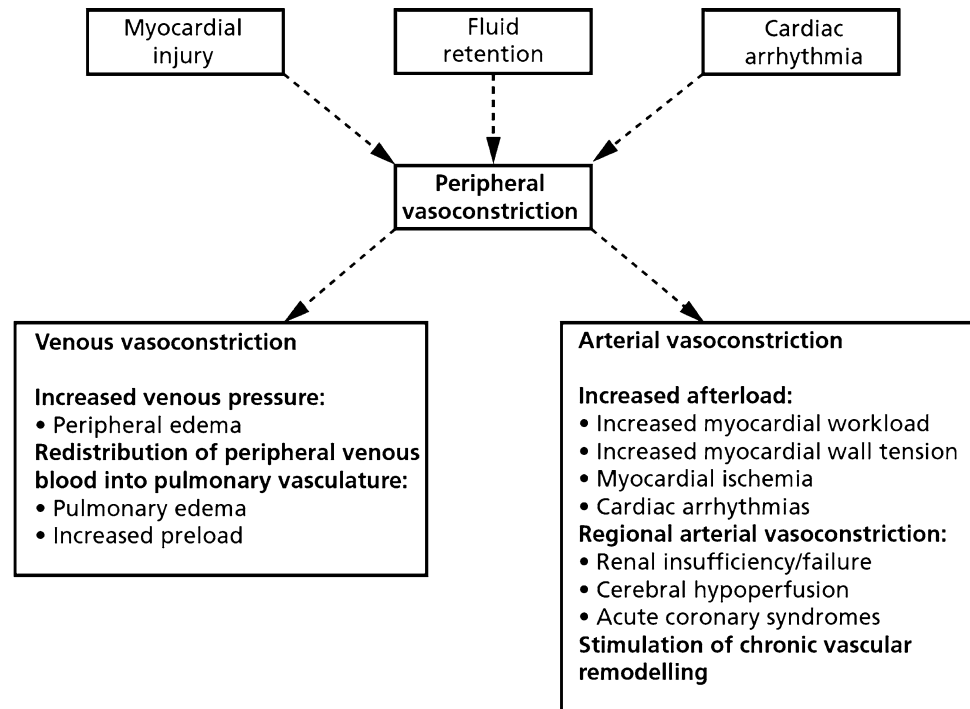 Myocardial
injury
Fluid
retention
Cardiac
arrhythmia
Peripheral
vasoconstriction
Venous vasoconstriction
Increased venous pressure:
• Peripheral edema
Redistribution of peripheral venous
blood into pulmonary vasculature:
• Pulmonary edema
• Increased preload
Arterial vasoconstriction
Increased afterload:
• Increased myocardial workload
• Increased myocardial wall tension
• Myocardial ischemia
• Cardiac arrhythmias
Regional arterial vasoconstriction:
• Renal insufficiency/failure
• Cerebral hypoperfusion
• Acute coronary syndromes
Stimulation of chronic vascular
remodelling